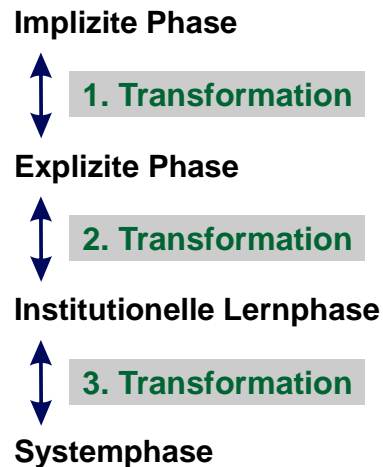 Implizite Phase
1. Transformation
Explizite Phase
2. Transformation
Institutionelle Lernphase
3. Transformation
Systemphase